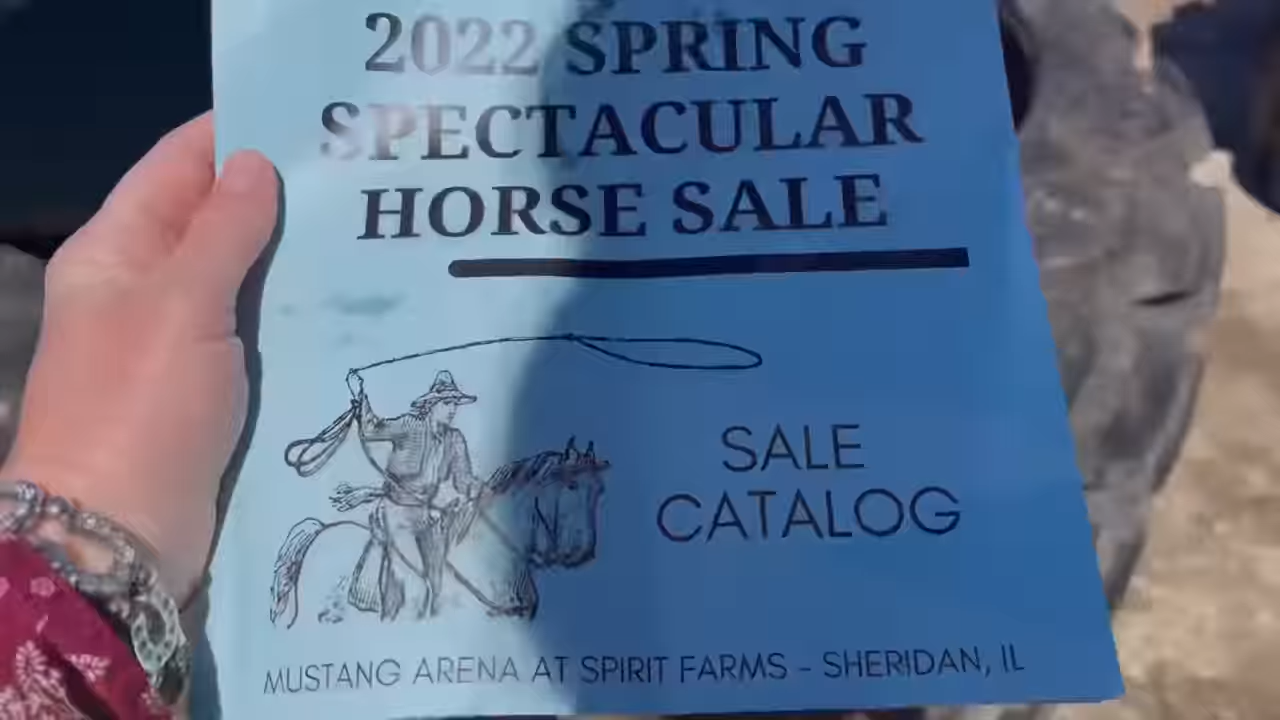 2022 SPRING
SPECTACULAR
HORSE SALE
SALE
CATALOG
MUSTANG ARENA AT SPIRIT FARMS - SHERIDAN, IL